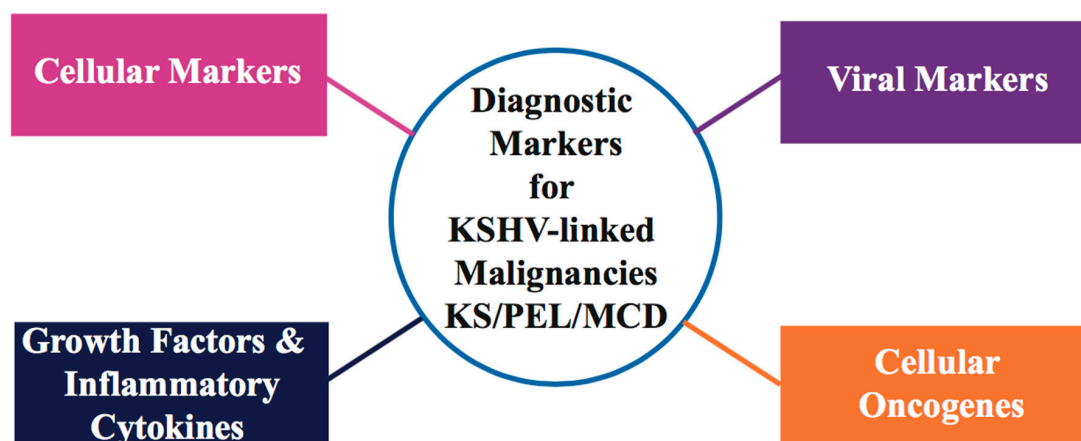 Cellular Markers
Viral Markers
Diagnostic
Markers
for
KSHV-linked
Malignancies
KS/PEL/MCD
Growth Factors &
Inflammatory
Cytokines
Cellular
Oncogenes